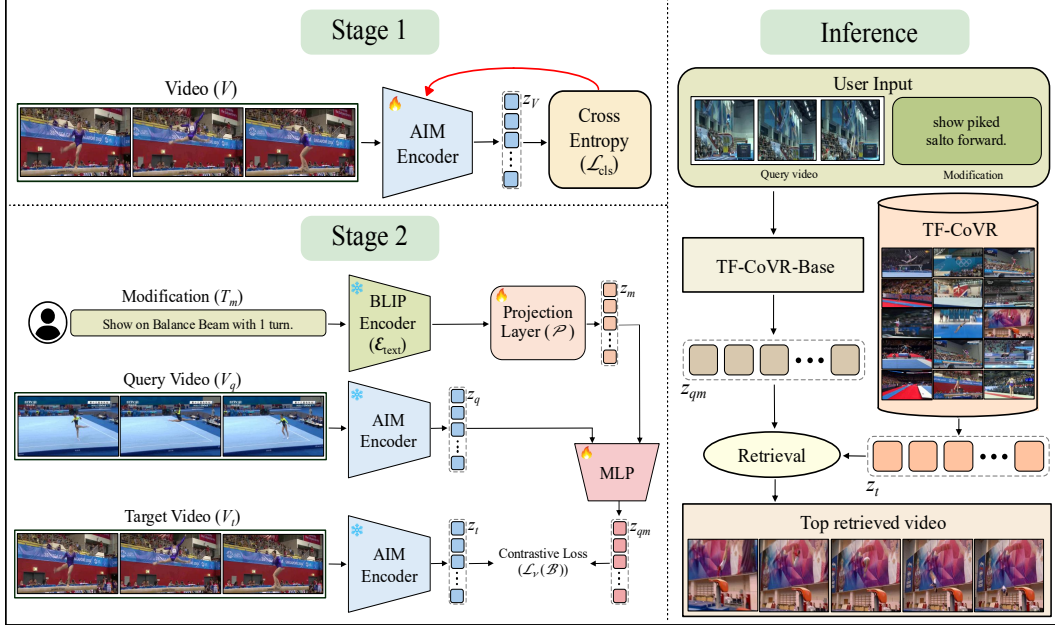 Stage 1
Video (V)
AIM
Encoder
z_V
Cross
Entropy
(ℒ_cls)
Stage 2
Modification (T_m)
Show on Balance Beam with 1 turn.
BLIP
Encoder
(ℰ_text)
Projection
Layer (𝒫)
z_m
Query Video (V_q)
AIM
Encoder
z_q
MLP
Target Video (V_t)
AIM
Encoder
z_t
Contrastive Loss
(ℒ_v(ℬ))
z_qm
Inference
User Input
show piked
salto forward.
Query video
Modification
TF-CoVR-Base
TF-CoVR
z_qm
Retrieval
z_t
Top retrieved video